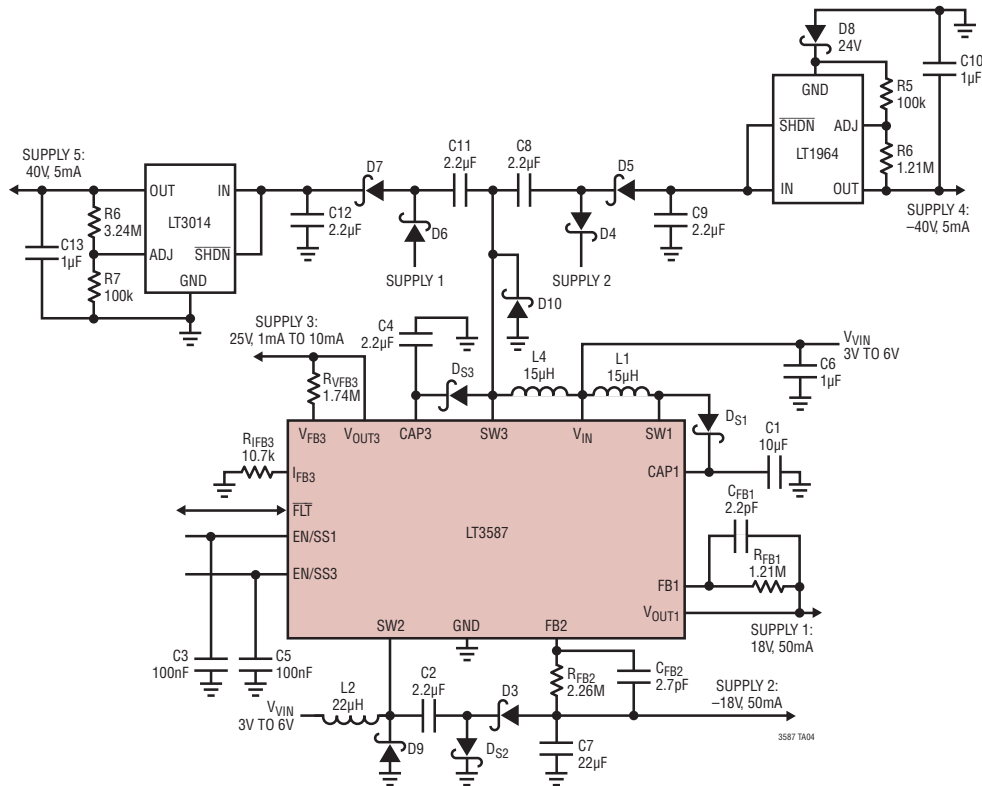 D8
24V
C10
1µF
GND
R5
100k
SHDN
ADJ
LT1964
R6
1.21M
IN
OUT
SUPPLY 4:
–40V, 5mA
SUPPLY 5:
40V, 5mA
OUT
IN
LT3014
R6
3.24M
ADJ
SHDN
C13
1µF
R7
100k
GND
C12
2.2µF
D7
C11
2.2µF
C8
2.2µF
D5
D6
D4
C9
2.2µF
SUPPLY 1
SUPPLY 2
D10
SUPPLY 3:
25V, 1mA TO 10mA
C4
2.2µF
RVFB3
1.74M
DS3
L4
15µH
L1
15µH
VVIN
3V TO 6V
C6
1µF
DS1
C1
10µF
VFB3
VOUT3
CAP3
SW3
VIN
SW1
RIFB3
10.7k
IFB3
CAP1
FLT
EN/SS1
LT3587
EN/SS3
CFB1
2.2pF
RFB1
1.21M
FB1
VOUT1
SUPPLY 1:
18V, 50mA
SW2
GND
FB2
C3
100nF
C5
100nF
L2
22µH
VVIN
3V TO 6V
C2
2.2µF
D3
RFB2
2.26M
CFB2
2.7pF
SUPPLY 2:
–18V, 50mA
D9
DS2
C7
22µF
3587 TA04